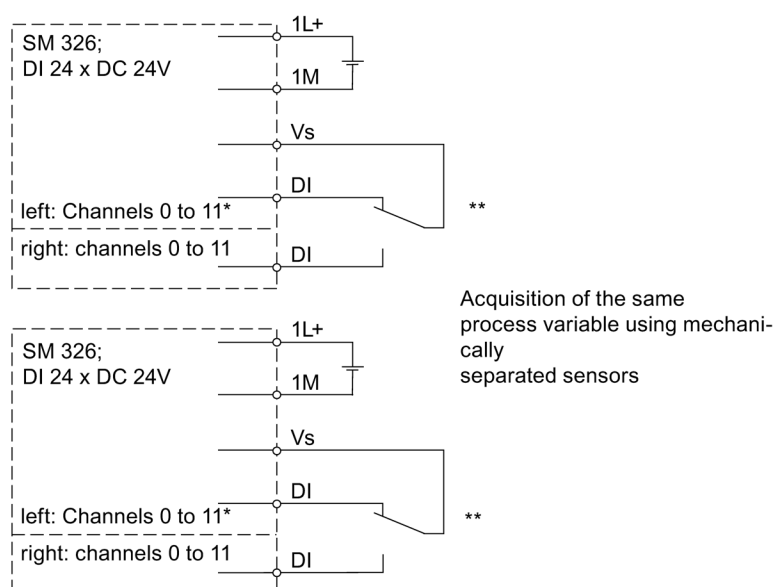 1L+
SM 326;
DI 24 x DC 24V
1M
Vs
DI
left: Channels 0 to 11*
**
right: channels 0 to 11
DI
Acquisition of the same
process variable using mechani-
cally
separated sensors
1L+
SM 326;
DI 24 x DC 24V
1M
Vs
DI
left: Channels 0 to 11*
**
right: channels 0 to 11
DI